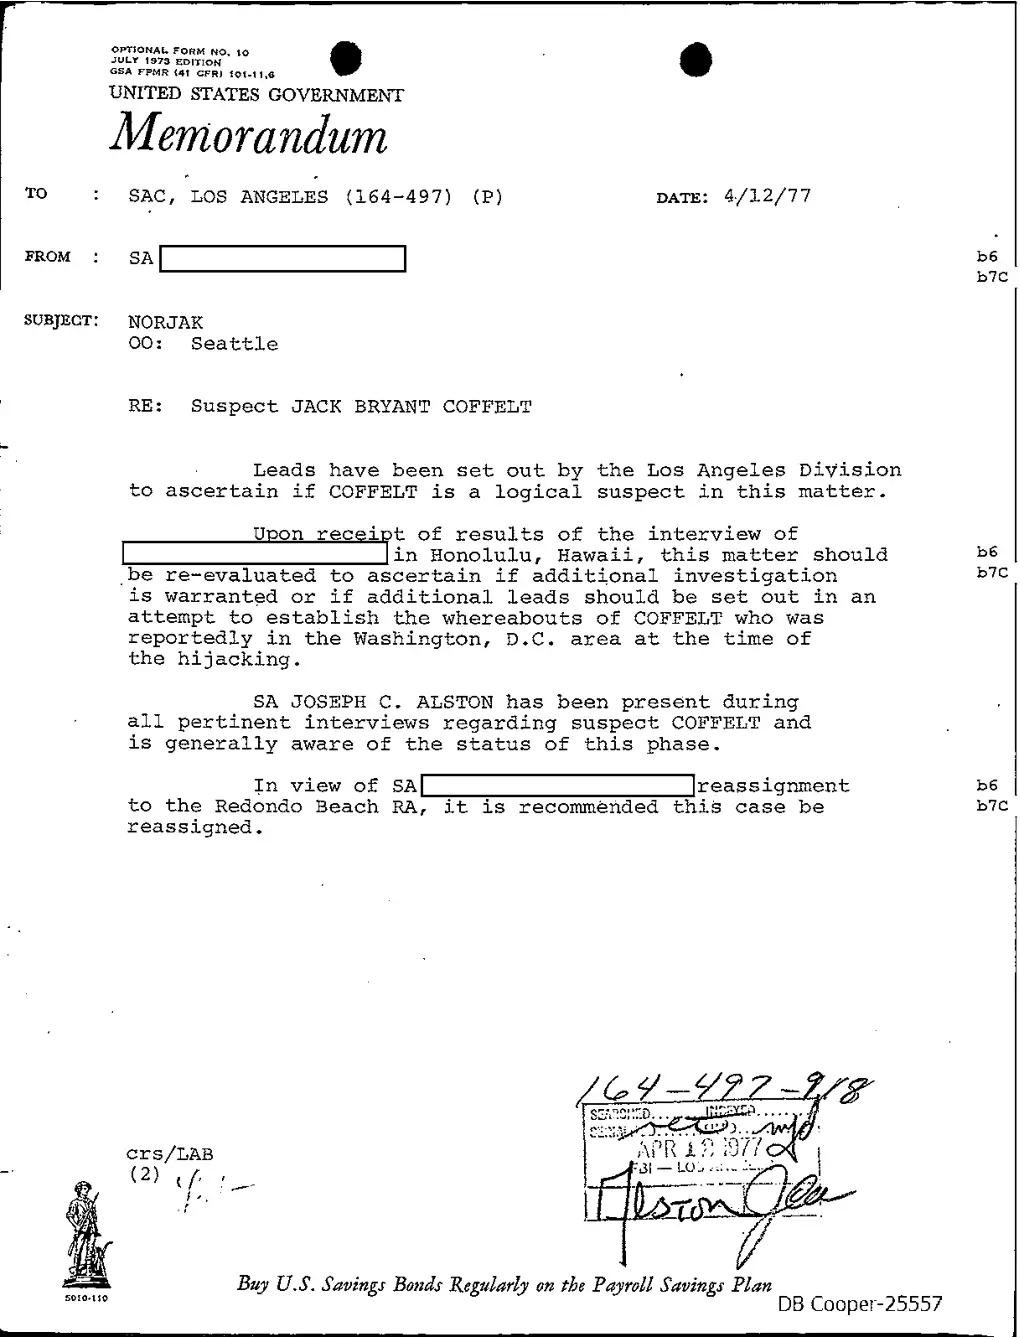 OPTIONAL FORM NO. 10
JULY 1973 EDITION
GSA FPMR (41 CFR) 101-11.6
UNITED STATES GOVERNMENT
Memorandum
TO : SAC, LOS ANGELES (164-497) (P) DATE: 4/12/77
FROM : SA b6
b7C
SUBJECT: NORJAK
OO: Seattle
RE: Suspect JACK BRYANT COFFELT
Leads have been set out by the Los Angeles Division
to ascertain if COFFELT is a logical suspect in this matter.
Upon receipt of results of the interview of
in Honolulu, Hawaii, this matter should b6
be re-evaluated to ascertain if additional investigation b7C
is warranted or if additional leads should be set out in an
attempt to establish the whereabouts of COFFELT who was
reportedly in the Washington, D.C. area at the time of
the hijacking.
SA JOSEPH C. ALSTON has been present during
all pertinent interviews regarding suspect COFFELT and
is generally aware of the status of this phase.
In view of SA reassignment b6
to the Redondo Beach RA, it is recommended this case be b7C
reassigned.
164-497-918
SEARCHED INDEXED
APR 1977
FBI — LOS
Alston
crs/LAB
(2)
5010-110
Buy U.S. Savings Bonds Regularly on the Payroll Savings Plan
DB Cooper-25557